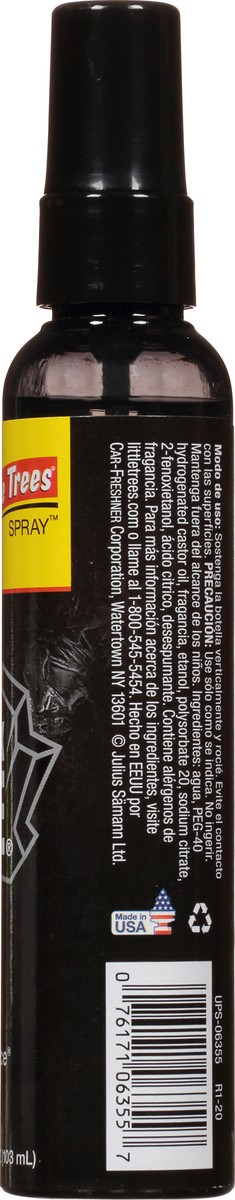 e Trees®
SPRAY™
®
ce®
(103 mL)
Modo de uso: Sostenga la botella verticalmente y rocié. Evite el contacto
con las superficies. PRECAUCIÓN: Use sólo como se indica. No ingerir.
Mantenga fuera del alcance de los niños. Ingredientes: agua, PEG-40
hydrogenated castor oil, fragancia, etanol, polysorbate 20, sodium citrate,
2-fenoxietanol, ácido cítrico, desespumante. Contiene alergenos de
fragancia. Para más información acerca de los ingredientes, visite
littletrees.com o llame al 1-800-545-5454. Hecho en EEUU por
CAR-FRESHNER Corporation, Watertown NY 13601 © Julius Sämann Ltd.
Made in
USA
UPS-06355 R1-20
0 76171 06355 7